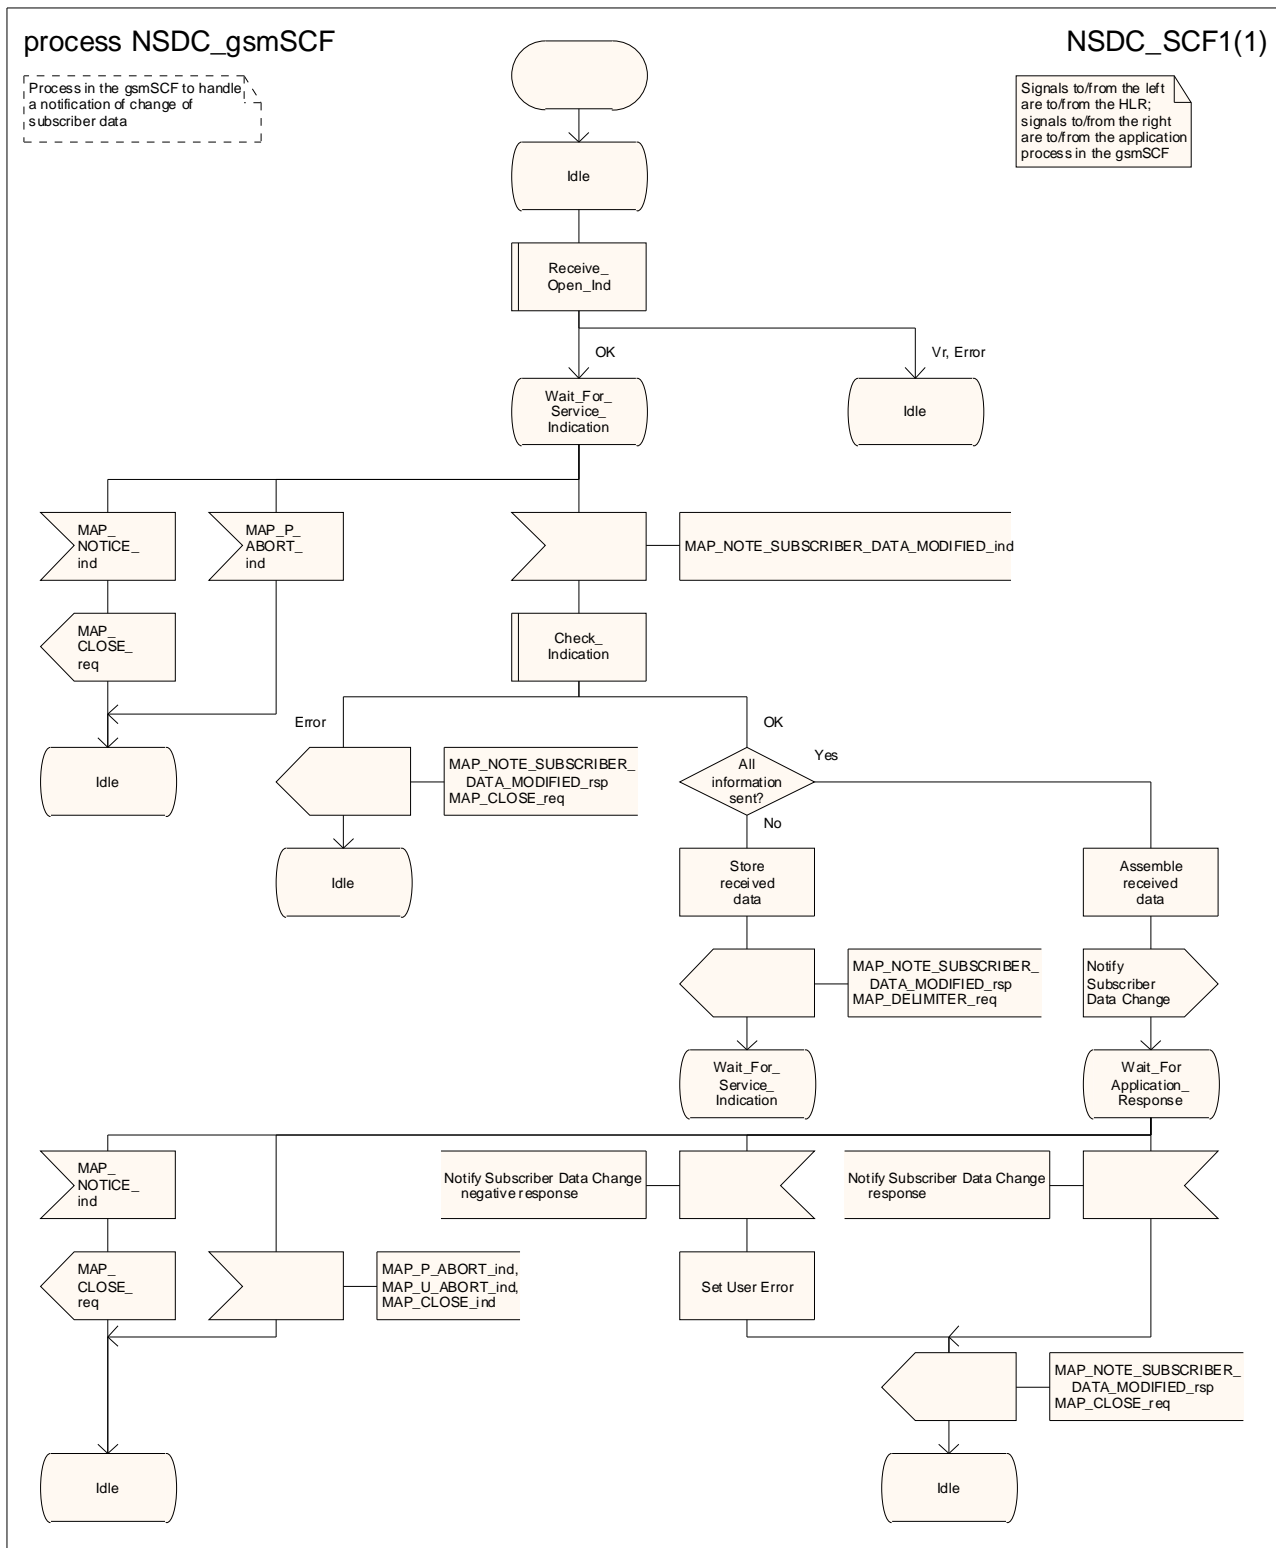 process NSDC_gsmSCF
NSDC_SCF1(1)
Process in the gsmSCF to handle
a notification of change of
subscriber data
Signals to/from the left
are to/from the HLR;
signals to/from the right
are to/from the application
process in the gsmSCF
Idle
Receive_
Open_Ind
OK
Vr, Error
Wait_For_
Service_
Indication
Idle
MAP_
NOTICE_
ind
MAP_P_
ABORT_
ind
MAP_NOTE_SUBSCRIBER_DATA_MODIFIED_ind
MAP_
CLOSE_
req
Check_
Indication
Error
OK
Idle
MAP_NOTE_SUBSCRIBER_
DATA_MODIFIED_rsp
MAP_CLOSE_req
All
information
sent?
Yes
No
Idle
Store
received
data
Assemble
received
data
MAP_NOTE_SUBSCRIBER_
DATA_MODIFIED_rsp
MAP_DELIMITER_req
Notify
Subscriber
Data Change
Wait_For_
Service_
Indication
Wait_For
Application_
Response
MAP_
NOTICE_
ind
Notify Subscriber Data Change
negative response
Notify Subscriber Data Change
response
MAP_
CLOSE_
req
MAP_P_ABORT_ind,
MAP_U_ABORT_ind,
MAP_CLOSE_ind
Set User Error
MAP_NOTE_SUBSCRIBER_
DATA_MODIFIED_rsp
MAP_CLOSE_req
Idle
Idle